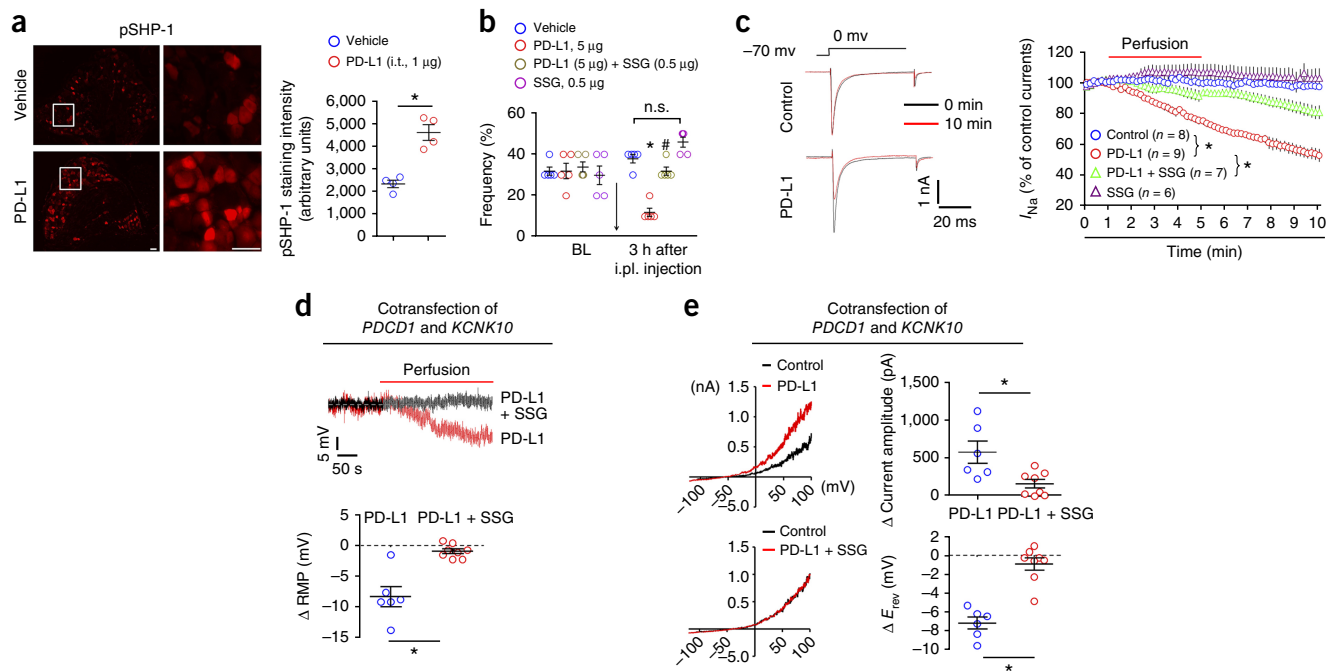 a
pSHP-1
Vehicle
PD-L1
Vehicle
PD-L1 (i.t., 1 µg)
pSHP-1 staining intensity
(arbitrary units)
6,000
5,000
4,000
3,000
2,000
1,000
0
*
b
Vehicle
PD-L1, 5 µg
PD-L1 (5 µg) + SSG (0.5 µg)
SSG, 0.5 µg
Frequency (%)
60
40
20
0
n.s.
*
#
BL
3 h after
i.pl. injection
c
–70 mv
0 mV
Control
PD-L1
0 min
10 min
1 nA
20 ms
Perfusion
I_Na (% of control currents)
120
100
80
60
40
20
Control (n = 8)
PD-L1 (n = 9)
PD-L1 + SSG (n = 7)
SSG (n = 6)
*
*
0 1 2 3 4 5 6 7 8 9 10
Time (min)
d
Cotransfection of
PDCD1 and KCNK10
Perfusion
PD-L1
+ SSG
PD-L1
5 mV
50 s
Δ RMP (mV)
5
0
–5
–10
–15
PD-L1 PD-L1 + SSG
*
e
Cotransfection of
PDCD1 and KCNK10
Control
PD-L1
(nA)
1.5
1.0
0.5
–5.0
–100 –50 50 100
(mV)
Control
PD-L1 + SSG
1.5
1.0
0.5
–5.0
–100 –50 50 100
Δ Current amplitude (pA)
1,500
1,000
500
0
*
PD-L1 PD-L1 + SSG
Δ E_rev (mV)
2
0
–2
–4
–6
–8
–10
*